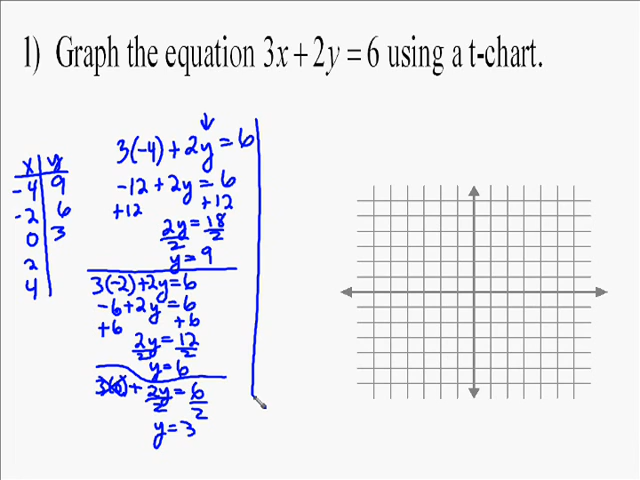 1) Graph the equation 3x + 2y = 6 using a t-chart.
x y
-4 9
-2 6
0 3
2
4
3(-4) + 2y = 6
-12 + 2y = 6
+12 +12
2y = 18
2 2
y = 9
3(-2) + 2y = 6
-6 + 2y = 6
+6 +6
2y = 12
2 2
y = 6
3(0) + 2y = 6
2 2
y = 3